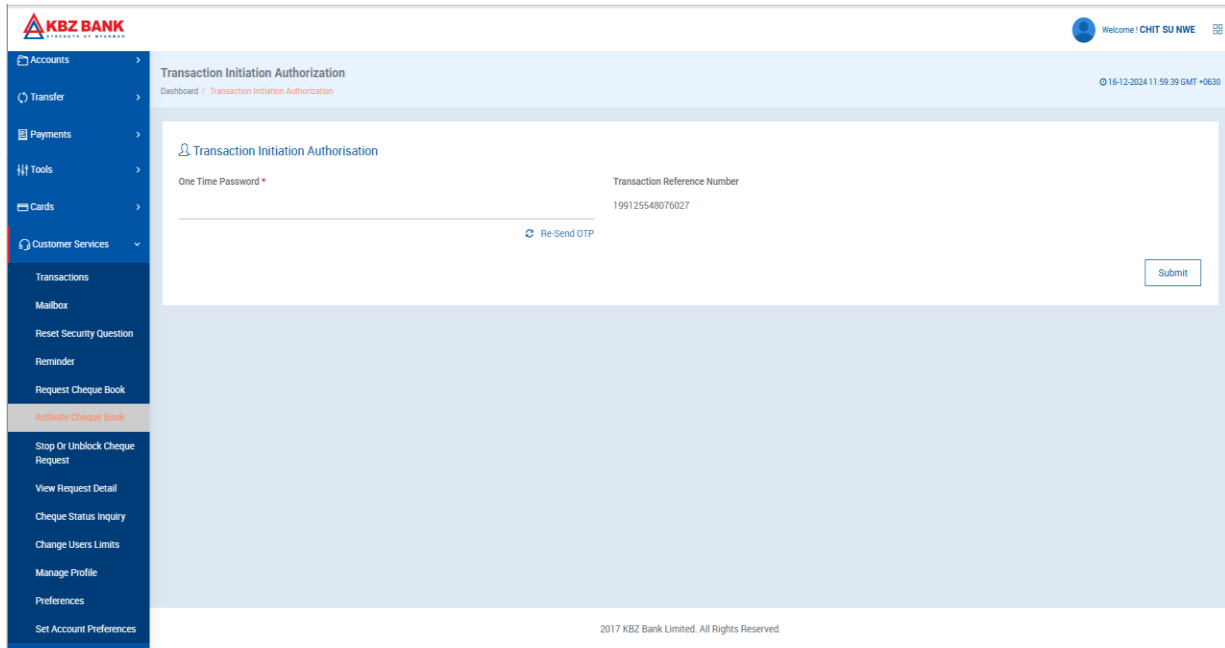 KBZ BANK
STRENGTH OF MYANMAR
Welcome ! CHIT SU NWE
Accounts
Transfer
Payments
Tools
Cards
Customer Services
Transactions
Mailbox
Reset Security Question
Reminder
Request Cheque Book
Activate Cheque Book
Stop Or Unblock Cheque
Request
View Request Detail
Cheque Status Inquiry
Change Users Limits
Manage Profile
Preferences
Set Account Preferences
Transaction Initiation Authorization
Dashboard / Transaction Initiation Authorization
16-12-2024 11:59:39 GMT +0630
Transaction Initiation Authorisation
One Time Password *
Transaction Reference Number
199125548076027
Re-Send OTP
Submit
2017 KBZ Bank Limited. All Rights Reserved.